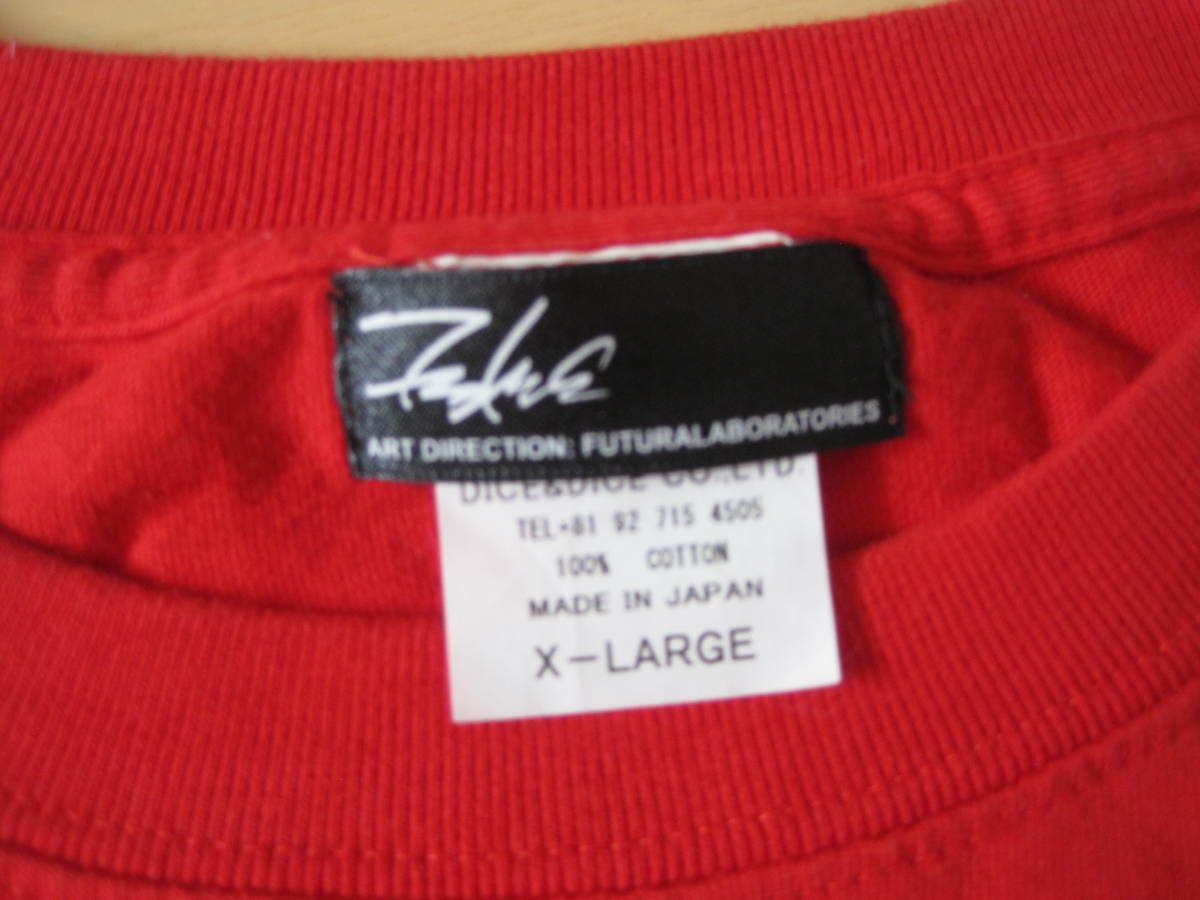 ART DIRECTION: FUTURALABORATORIES
DICE&DICE CO.,LTD.
TEL+81 92 715 4505
100% COTTON
MADE IN JAPAN
X-LARGE